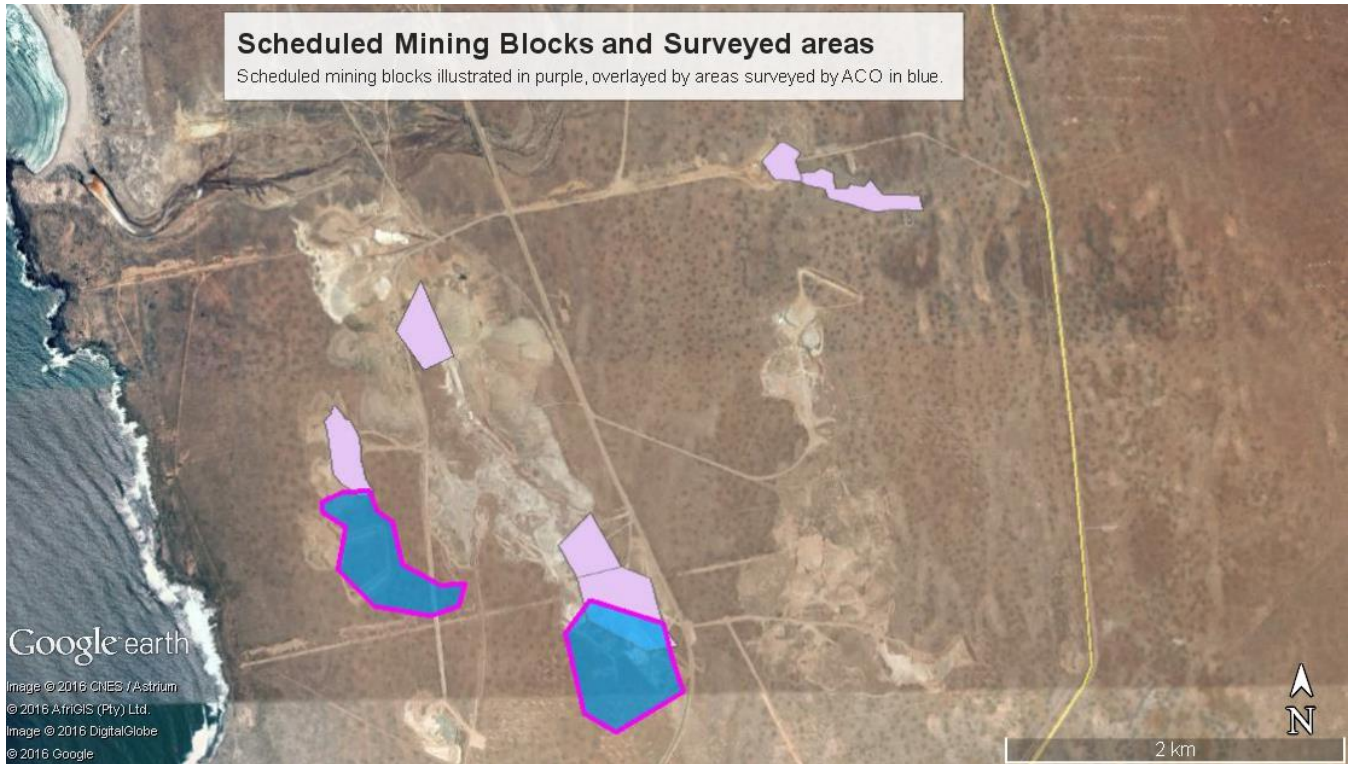 Scheduled Mining Blocks and Surveyed areas
Scheduled mining blocks illustrated in purple, overlayed by areas surveyed by ACO in blue.
Google earth
Image © 2016 CNES / Astrium
© 2016 AfriGIS (Pty) Ltd.
Image © 2016 DigitalGlobe
© 2016 Google
N
2 km